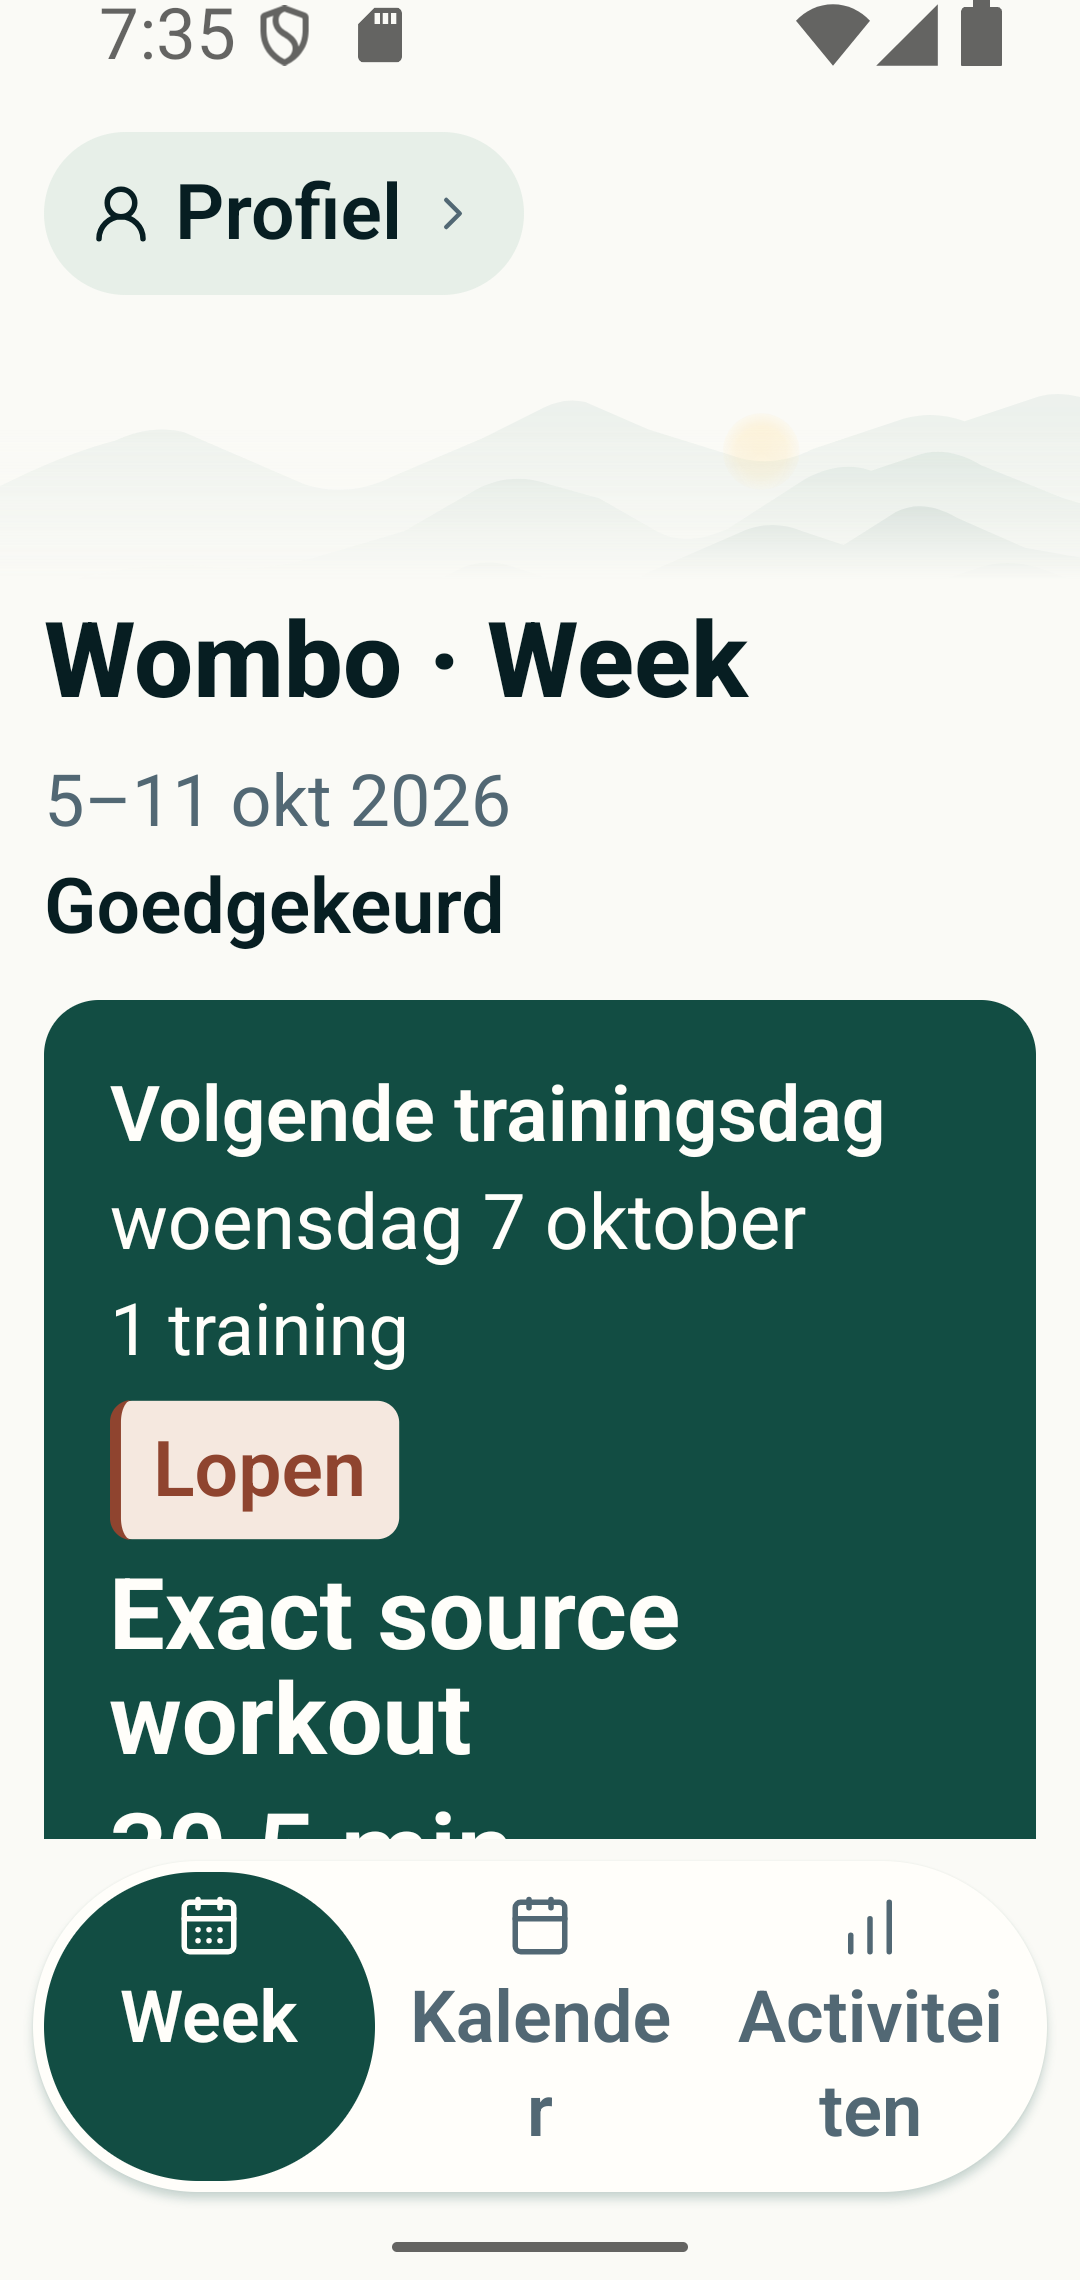 7:35
Profiel
Wombo · Week
5–11 okt 2026
Goedgekeurd
Volgende trainingsdag
woensdag 7 oktober
1 training
Lopen
Exact source
workout
Week
Kalende
r
Activitei
ten